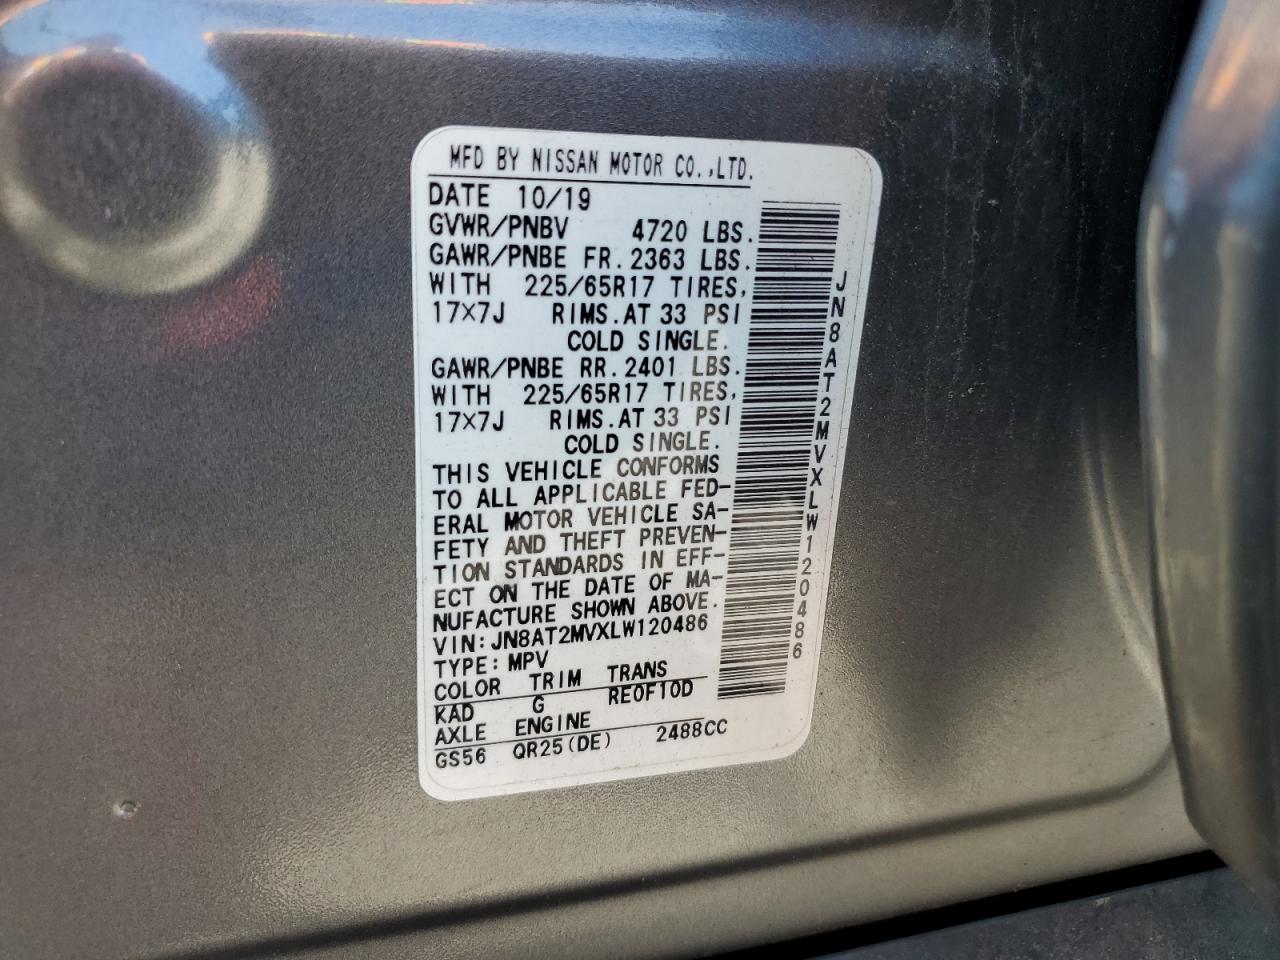 MFD BY NISSAN MOTOR CO.,LTD.
DATE 10/19
GVWR/PNBV 4720 LBS.
GAWR/PNBE FR.2363 LBS.
WITH 225/65R17 TIRES,
17×7J RIMS.AT 33 PSI
COLD SINGLE.
GAWR/PNBE RR.2401 LBS.
WITH 225/65R17 TIRES,
17×7J RIMS.AT 33 PSI
COLD SINGLE.
THIS VEHICLE CONFORMS
TO ALL APPLICABLE FED-
ERAL MOTOR VEHICLE SA-
FETY AND THEFT PREVEN-
TION STANDARDS IN EFF-
ECT ON THE DATE OF MA-
NUFACTURE SHOWN ABOVE.
VIN:JN8AT2MVXLW120486
TYPE:MPV
COLOR TRIM TRANS
KAD G RE0F10D
AXLE ENGINE
GS56 QR25(DE) 2488CC
JN8AT2MVXLW120486